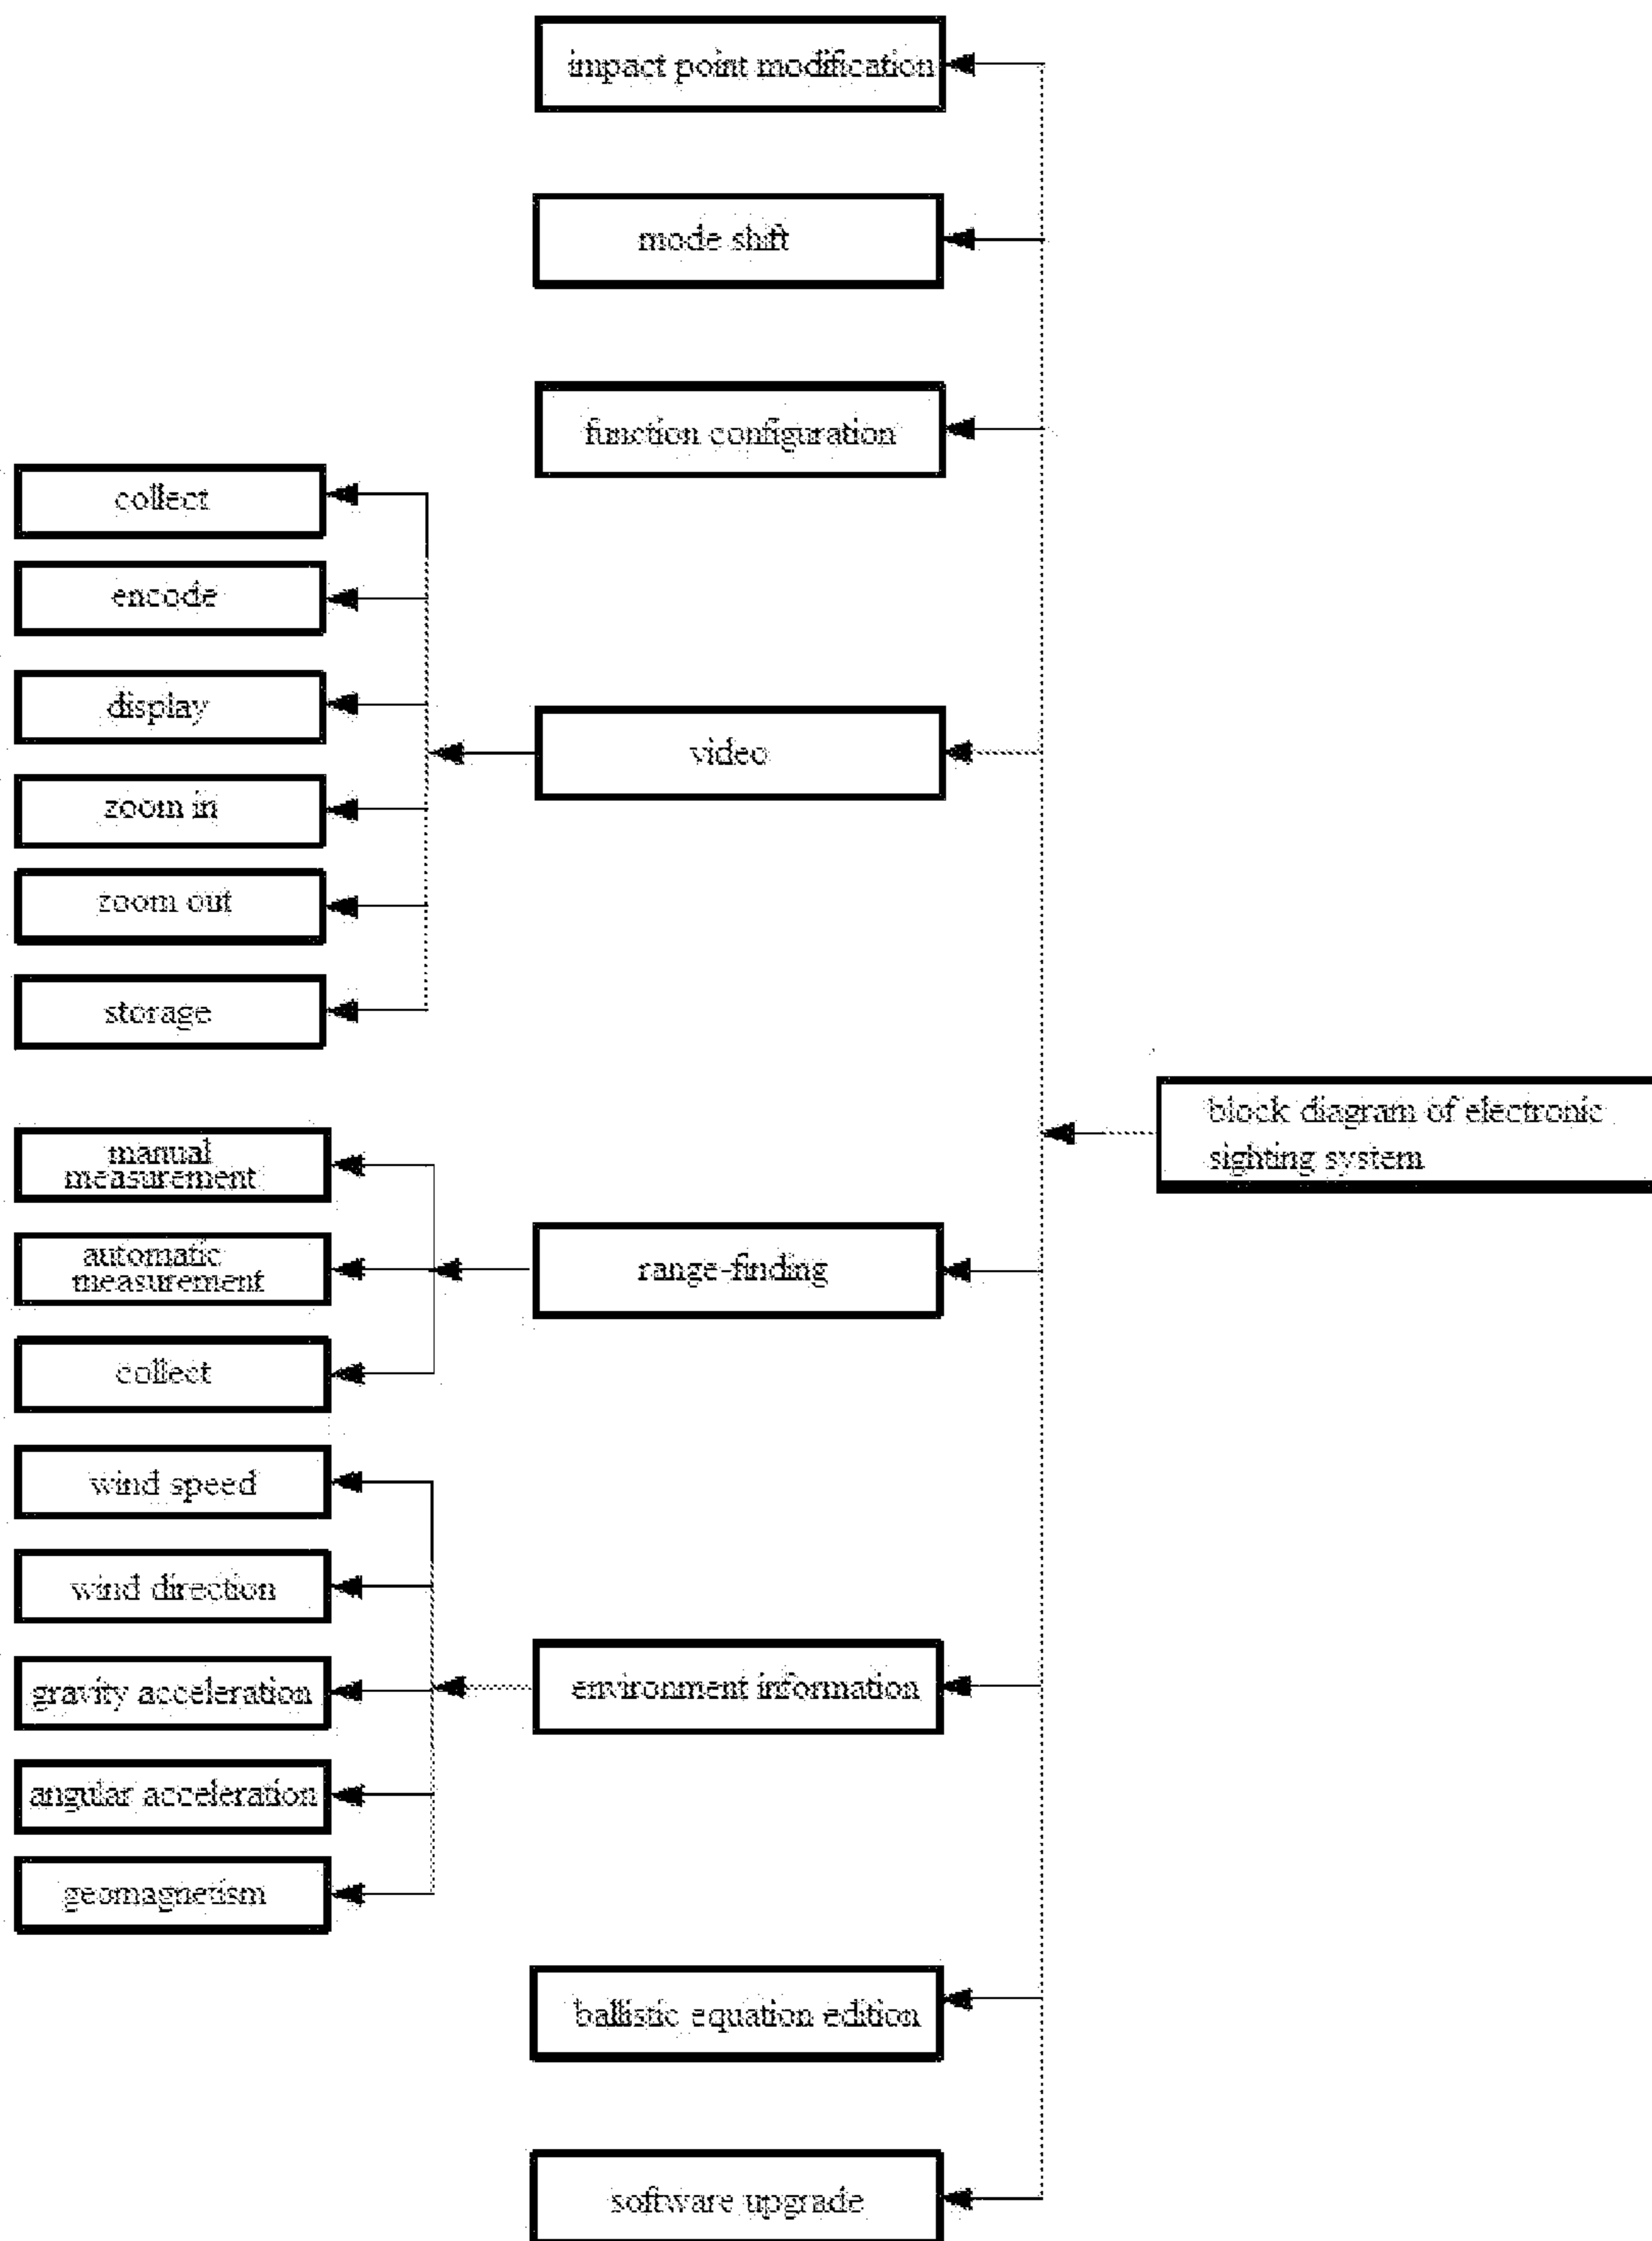 impact point modification
mode shift
function configuration
collect
encode
display
zoom in
zoom out
storage
video
block diagram of electronic
sighting system
manual
measurement
automatic
measurement
collect
range-finding
wind speed
wind direction
gravity acceleration
angular acceleration
geomagnetism
environment information
ballistic equation edition
software upgrade